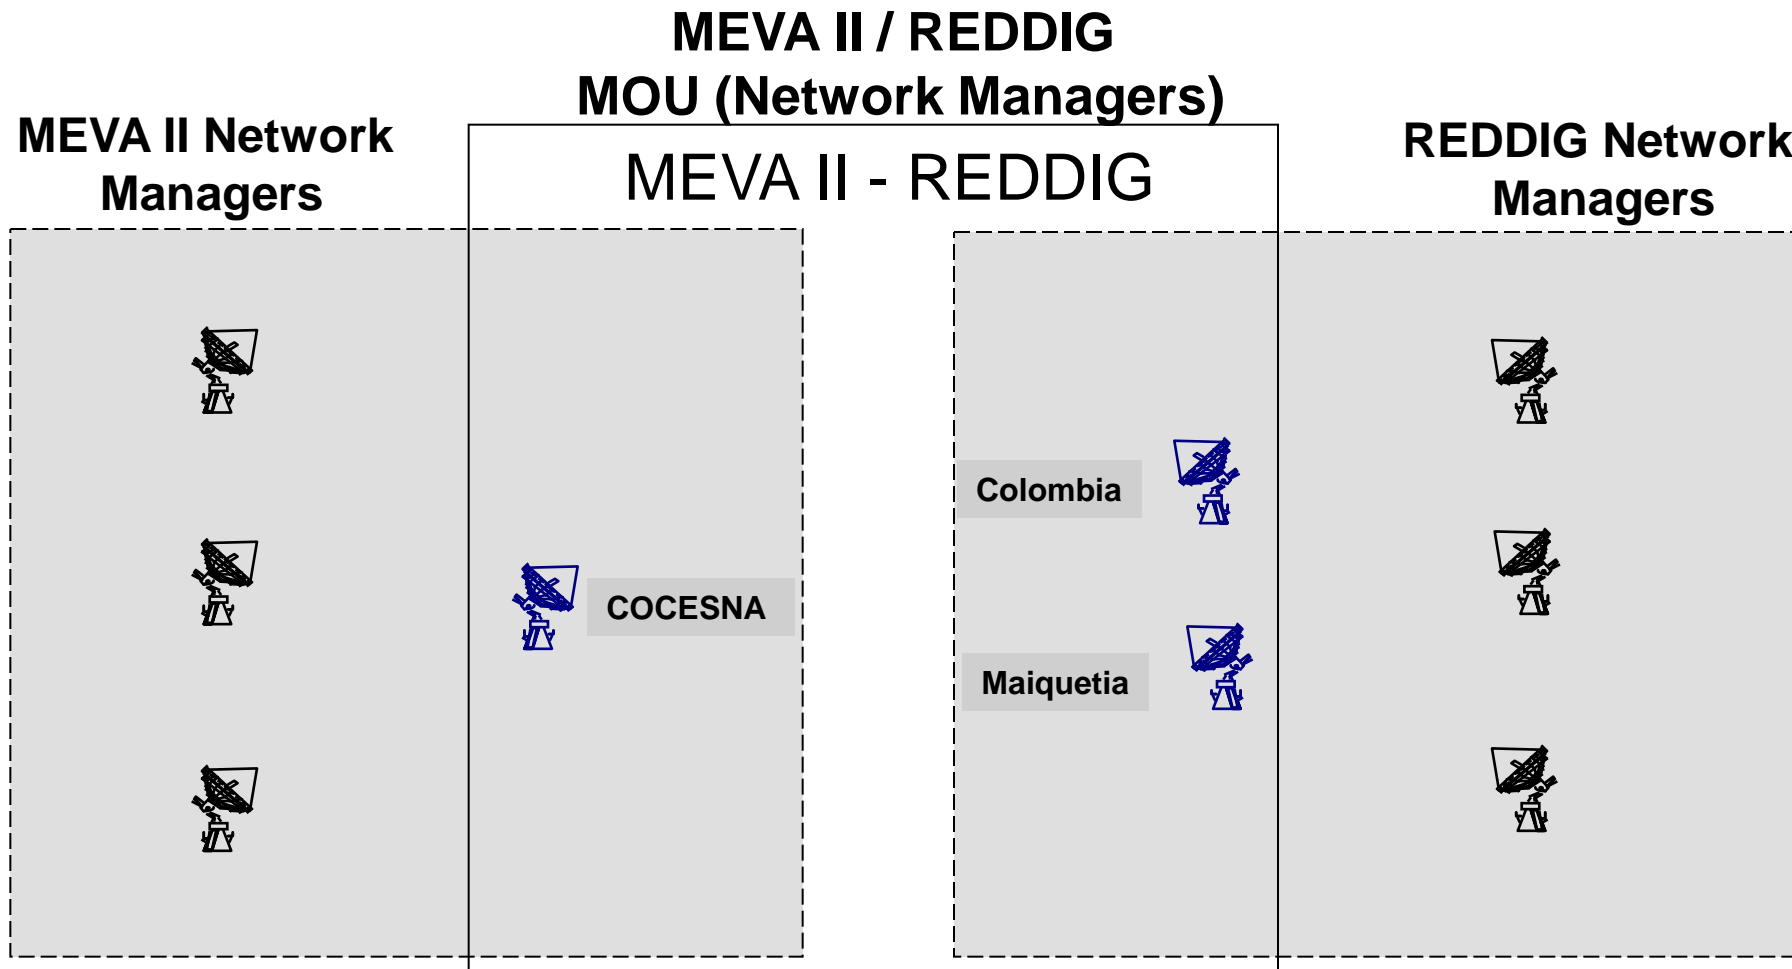 MEVA II / REDDIG
MOU (Network Managers)
MEVA II Network
Managers
MEVA II - REDDIG
REDDIG Network
Managers
Colombia
COCESNA
Maiquetia